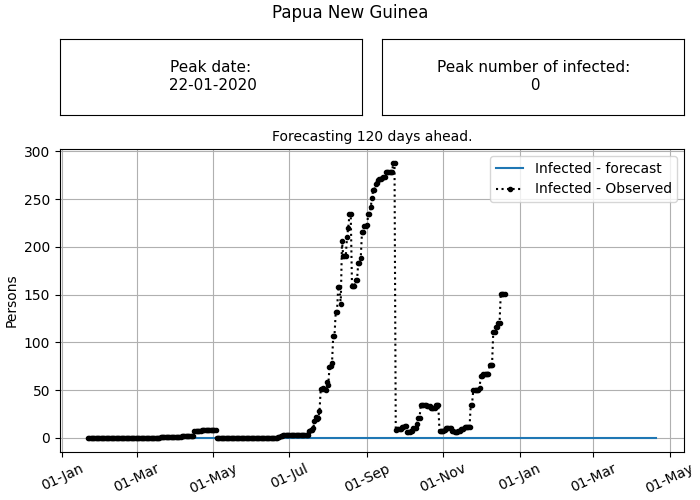 Papua New Guinea
Peak date:
22-01-2020
Peak number of infected:
0
Forecasting 120 days ahead.
Infected - forecast
Infected - Observed
Persons
300
250
200
150
100
50
0
01-Jan
01-Mar
01-May
01-Jul
01-Sep
01-Nov
01-Jan
01-Mar
01-May